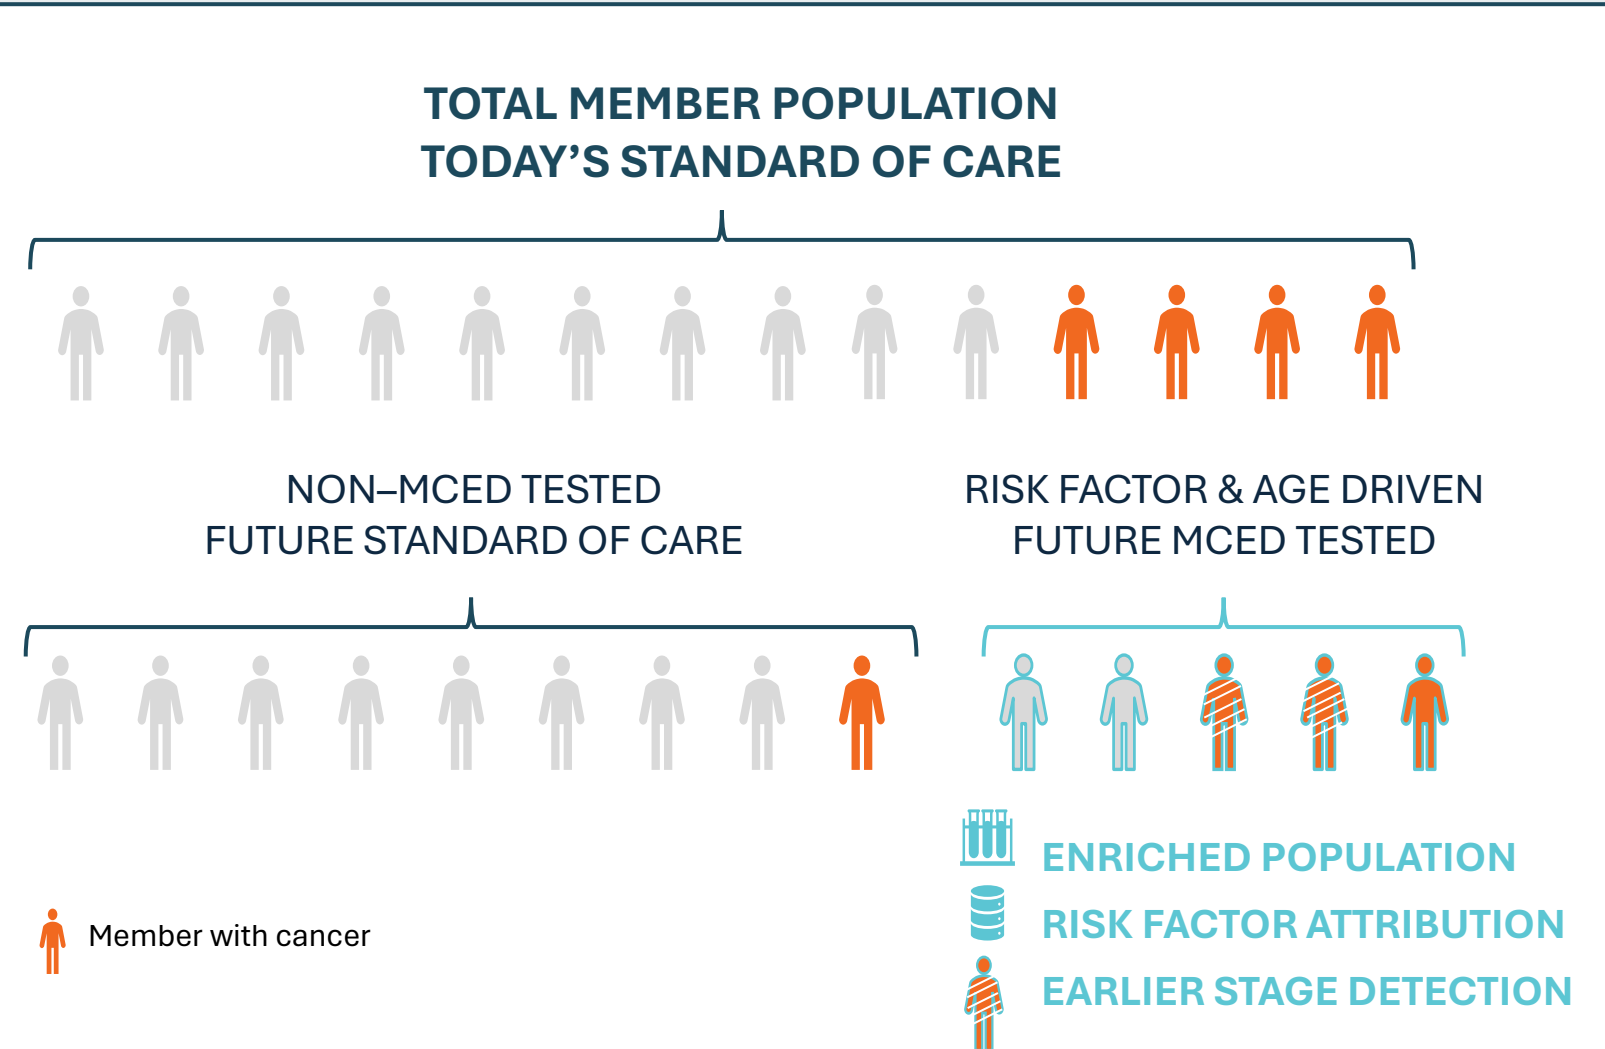 TOTAL MEMBER POPULATION
TODAY’S STANDARD OF CARE
NON–MCED TESTED
FUTURE STANDARD OF CARE
RISK FACTOR & AGE DRIVEN
FUTURE MCED TESTED
ENRICHED POPULATION
RISK FACTOR ATTRIBUTION
EARLIER STAGE DETECTION
Member with cancer